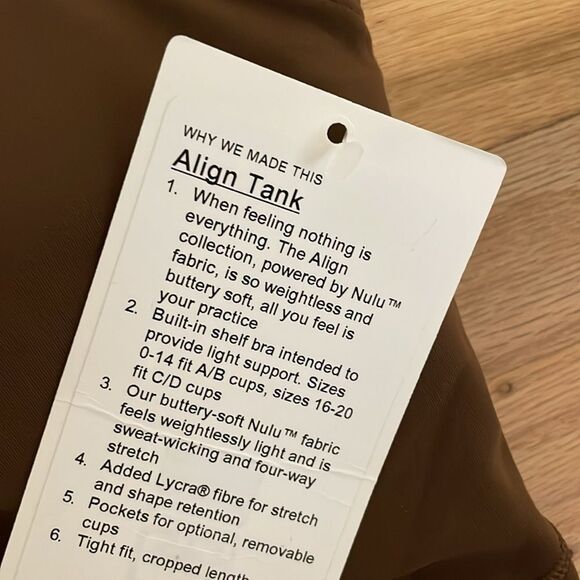 WHY WE MADE THIS
Align Tank
1. When feeling nothing is
everything. The Align
collection, powered by Nulu™
fabric, is so weightless and
buttery soft, all you feel is
your practice
2. Built-in shelf bra intended to
provide light support. Sizes
0-14 fit A/B cups, sizes 16-20
fit C/D cups
3. Our buttery-soft Nulu™ fabric
feels weightlessly light and is
sweat-wicking and four-way
stretch
4. Added Lycra® fibre for stretch
and shape retention
5. Pockets for optional, removable
cups
6. Tight fit, cropped length